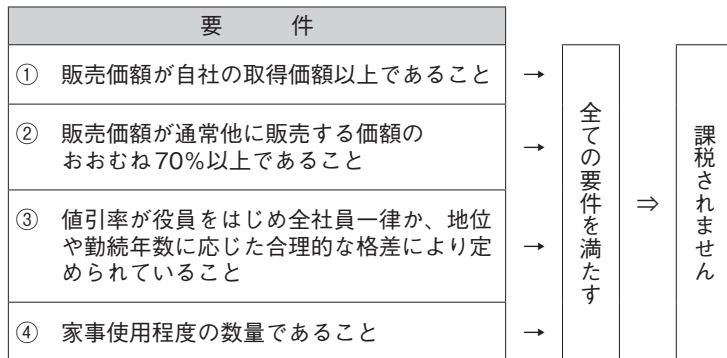 要 件
① 販売価額が自社の取得価額以上であること
→
② 販売価額が通常他に販売する価額の
おおむね70%以上であること
→
③ 値引率が役員をはじめ全社員一律か、地位
や勤続年数に応じた合理的な格差により定
められていること
→
④ 家事使用程度の数量であること
→
全ての要件を満たす
⇒
課税されません